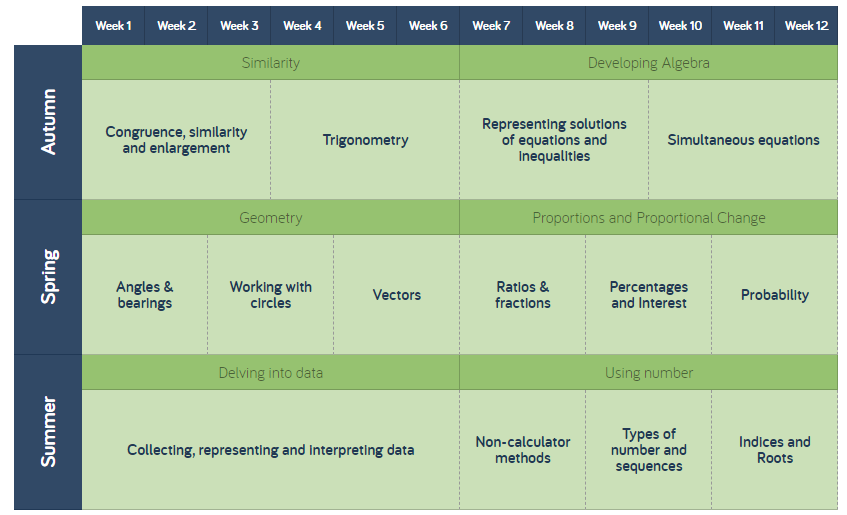 Week 1 Week 2 Week 3 Week 4 Week 5 Week 6 Week 7 Week 8 Week 9 Week 10 Week 11 Week 12
Autumn
Similarity
Developing Algebra
Congruence, similarity
and enlargement
Trigonometry
Representing solutions
of equations and
inequalities
Simultaneous equations
Spring
Geometry
Proportions and Proportional Change
Angles &
bearings
Working with
circles
Vectors
Ratios &
fractions
Percentages
and Interest
Probability
Summer
Delving into data
Using number
Collecting, representing and interpreting data
Non-calculator
methods
Types of
number and
sequences
Indices and
Roots